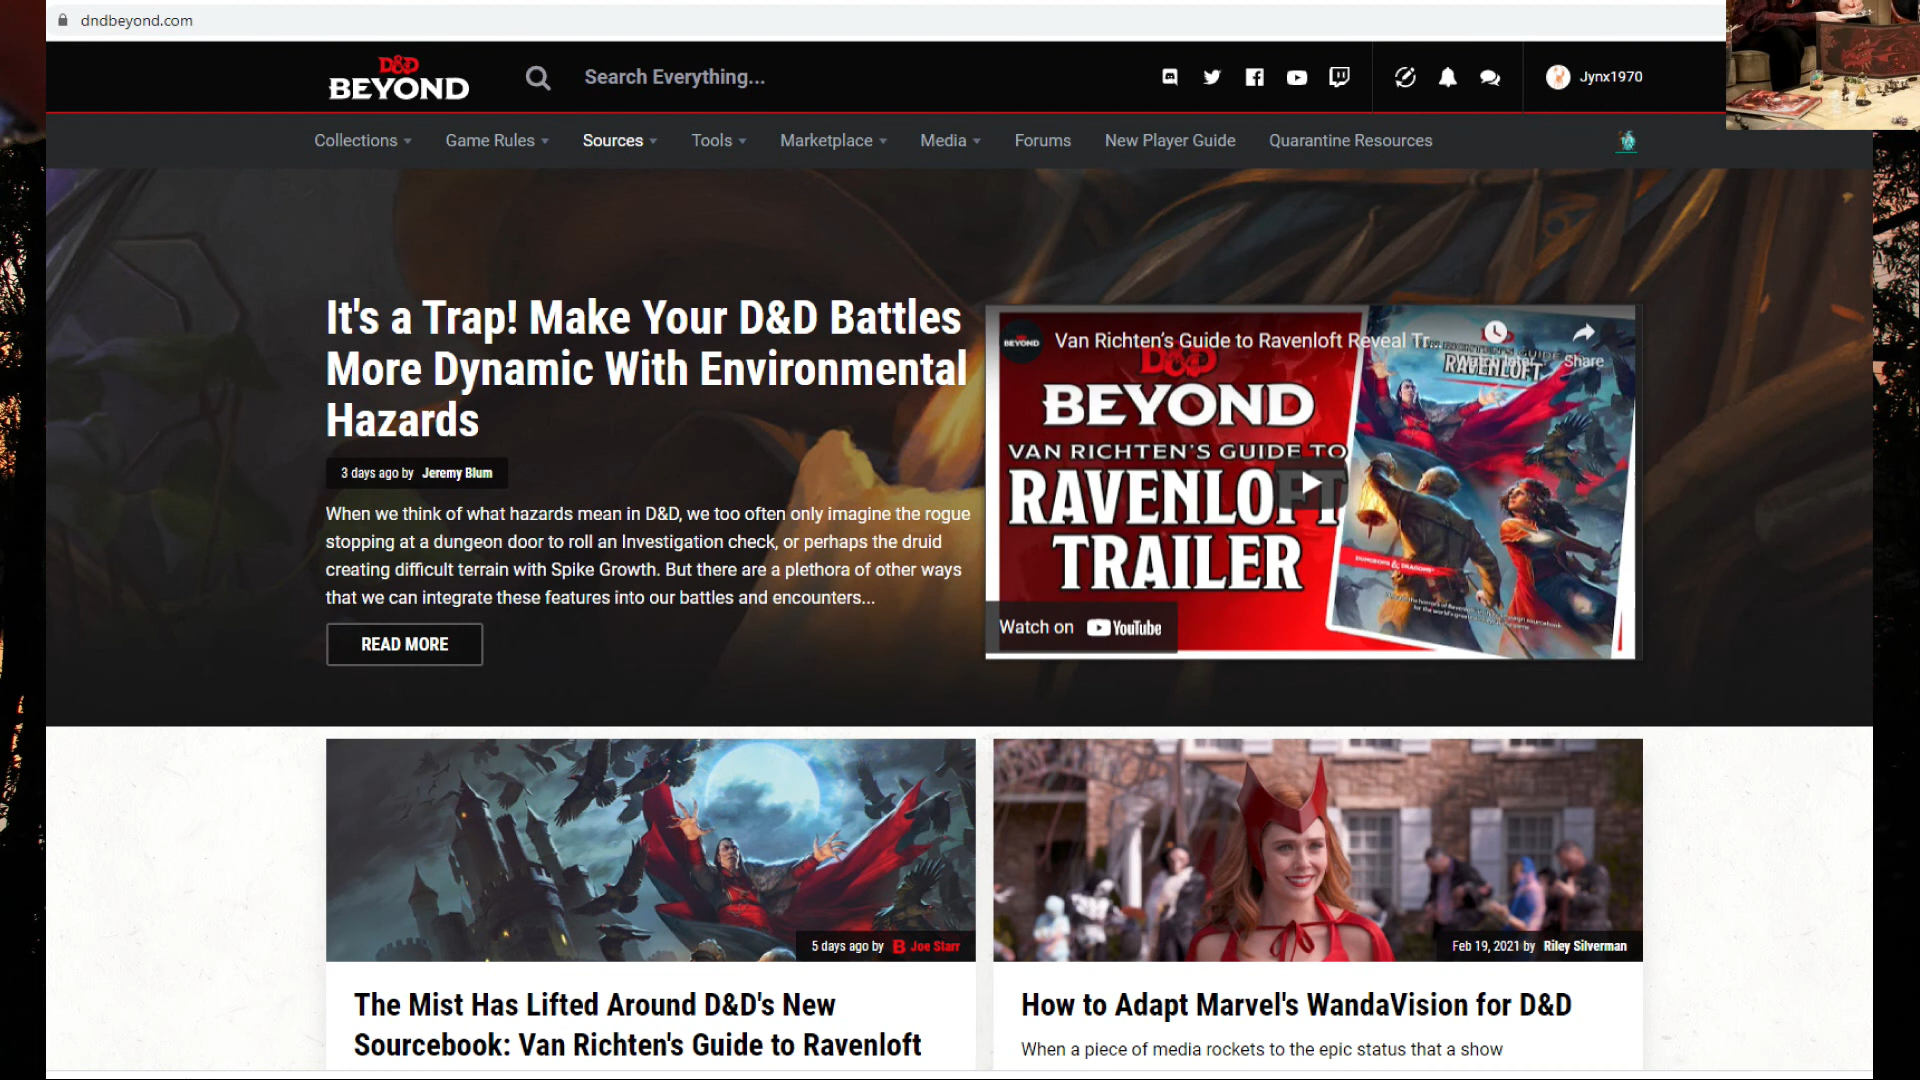 dndbeyond.com
D&D
BEYOND
Search Everything...
Jynx1970
Collections
Game Rules
Sources
Tools
Marketplace
Media
Forums
New Player Guide
Quarantine Resources
It's a Trap! Make Your D&D Battles
More Dynamic With Environmental
Hazards
3 days ago by Jeremy Blum
When we think of what hazards mean in D&D, we too often only imagine the rogue
stopping at a dungeon door to roll an Investigation check, or perhaps the druid
creating difficult terrain with Spike Growth. But there are a plethora of other ways
that we can integrate these features into our battles and encounters...
READ MORE
BEYOND
Van Richten's Guide to Ravenloft Reveal Tr...
Watch later
Share
D&D
BEYOND
VAN RICHTEN'S GUIDE TO
RAVENLOFT
TRAILER
RAVENLOFT
DUNGEONS & DRAGONS
Watch on YouTube
5 days ago by B Joe Starr
Feb 19, 2021 by Riley Silverman
The Mist Has Lifted Around D&D's New
Sourcebook: Van Richten's Guide to Ravenloft
How to Adapt Marvel's WandaVision for D&D
When a piece of media rockets to the epic status that a show